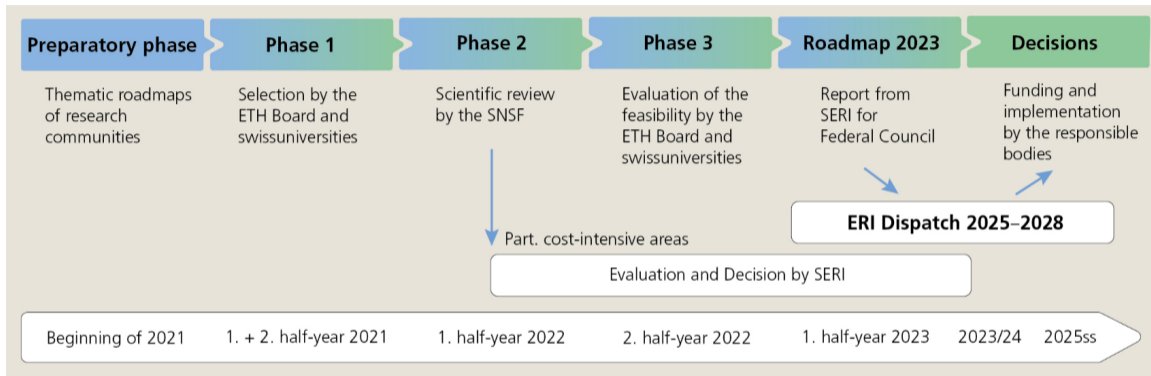 Preparatory phase
Phase 1
Phase 2
Phase 3
Roadmap 2023
Decisions
Thematic roadmaps
of research
communities
Selection by the
ETH Board and
swissuniversities
Scientific review
by the SNSF
Evaluation of the
feasibility by the
ETH Board and
swissuniversities
Report from
SERI for
Federal Council
Funding and
implementation
by the responsible
bodies
ERI Dispatch 2025–2028
Part. cost-intensive areas
Evaluation and Decision by SERI
Beginning of 2021
1. + 2. half-year 2021
1. half-year 2022
2. half-year 2022
1. half-year 2023
2023/24
2025ss